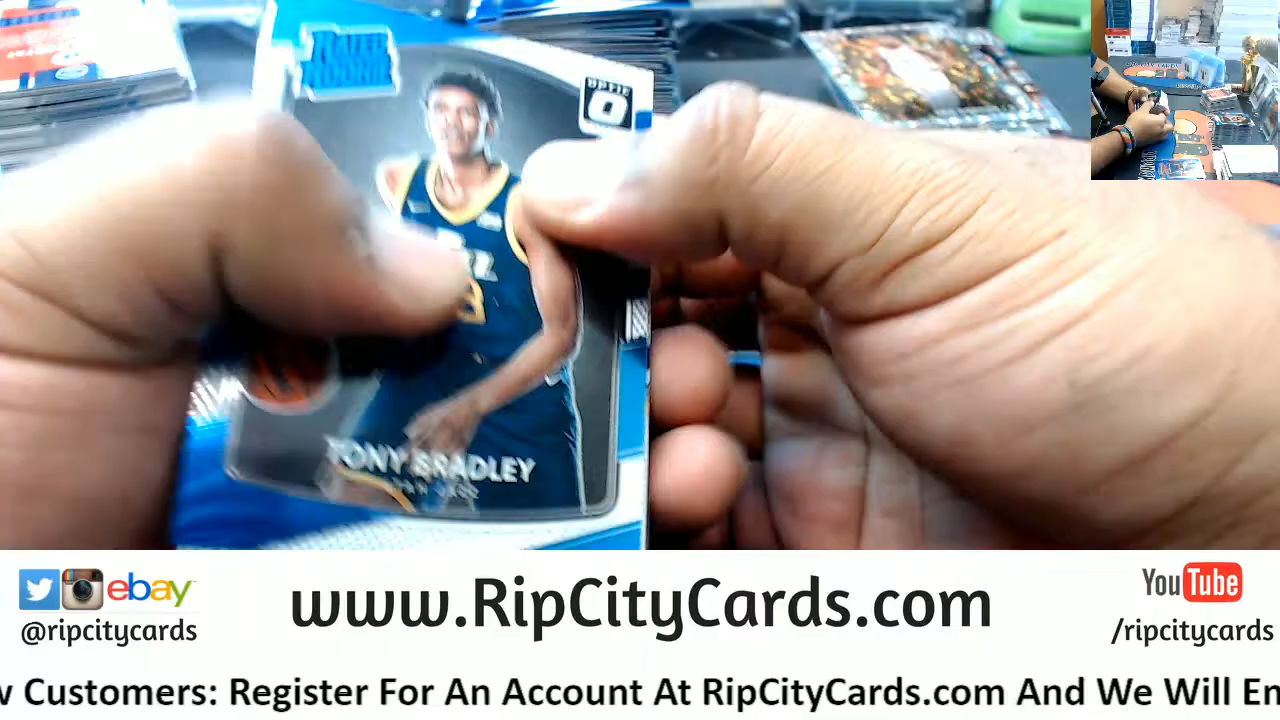 RATED
ROOKIE
OPTIC
TONY BRADLEY
ebay
@ripcitycards
www.RipCityCards.com
YouTube
/ripcitycards
Customers: Register For An Account At RipCityCards.com And We Will En